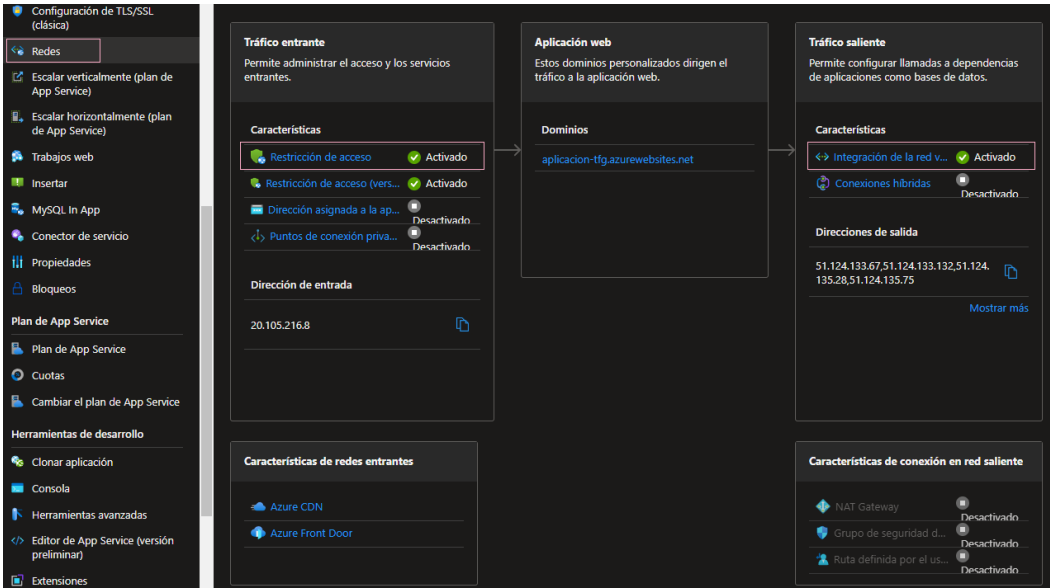 Configuración de TLS/SSL
(clásica)
Redes
Escalar verticalmente (plan de
App Service)
Escalar horizontalmente (plan
de App Service)
Trabajos web
Insertar
MySQL In App
Conector de servicio
Propiedades
Bloqueos
Plan de App Service
Plan de App Service
Cuotas
Cambiar el plan de App Service
Herramientas de desarrollo
Clonar aplicación
Consola
Herramientas avanzadas
Editor de App Service (versión
preliminar)
Extensiones
Tráfico entrante
Permite administrar el acceso y los servicios
entrantes.
Características
Restricción de acceso Activado
Restricción de acceso (vers... Activado
Dirección asignada a la ap... Desactivado
Puntos de conexión priva... Desactivado
Dirección de entrada
20.105.216.8
Aplicación web
Estos dominios personalizados dirigen el
tráfico a la aplicación web.
Dominios
aplicacion-tfg.azurewebsites.net
Tráfico saliente
Permite configurar llamadas a dependencias
de aplicaciones como bases de datos.
Características
Integración de la red v... Activado
Conexiones híbridas Desactivado
Direcciones de salida
51.124.133.67,51.124.133.132,51.124.
135.28,51.124.135.75
Mostrar más
Características de redes entrantes
Azure CDN
Azure Front Door
Características de conexión en red saliente
NAT Gateway Desactivado
Grupo de seguridad d... Desactivado
Ruta definida por el us... Desactivado